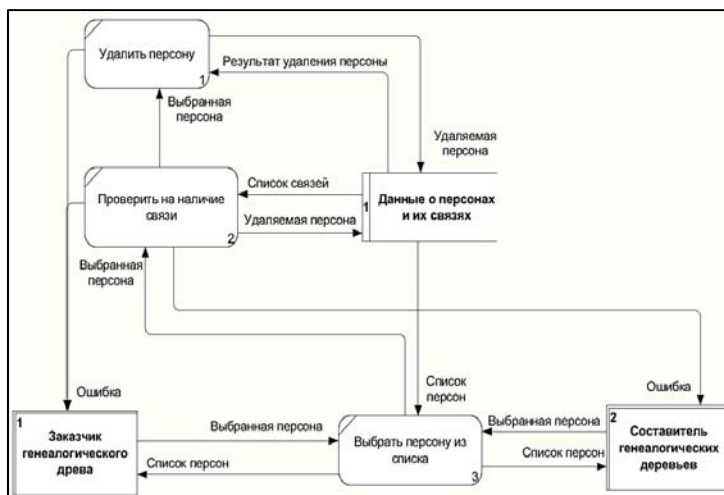 Удалить персону
1
Результат удаления персоны
Выбранная
персона
Удаляемая
персона
Проверить на наличие
связи
2
Список связей
Удаляемая персона
1
Данные о персонах
и их связях
Выбранная
персона
Ошибка
Список
персон
Ошибка
1
Заказчик
генеалогического
древа
Выбранная персона
Список персон
Выбрать персону из
списка
3
Выбранная персона
Список персон
2
Составитель
генеалогических
деревьев